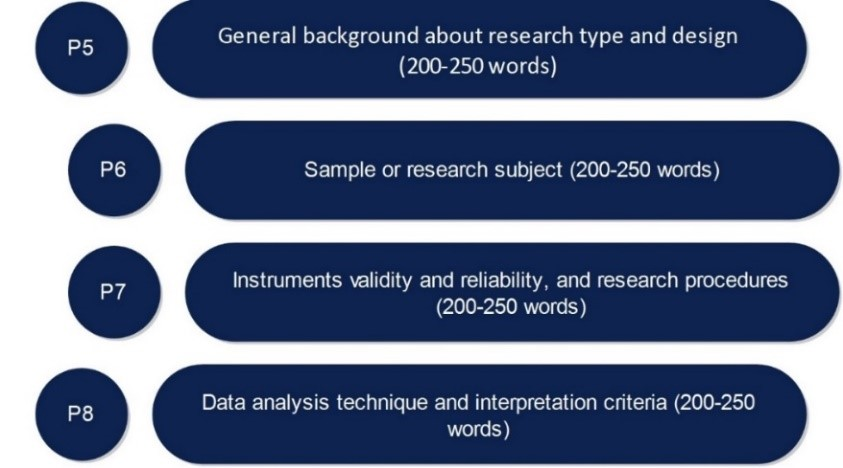 P5
General background about research type and design
(200-250 words)
P6
Sample or research subject (200-250 words)
P7
Instruments validity and reliability, and research procedures
(200-250 words)
P8
Data analysis technique and interpretation criteria (200-250
words)